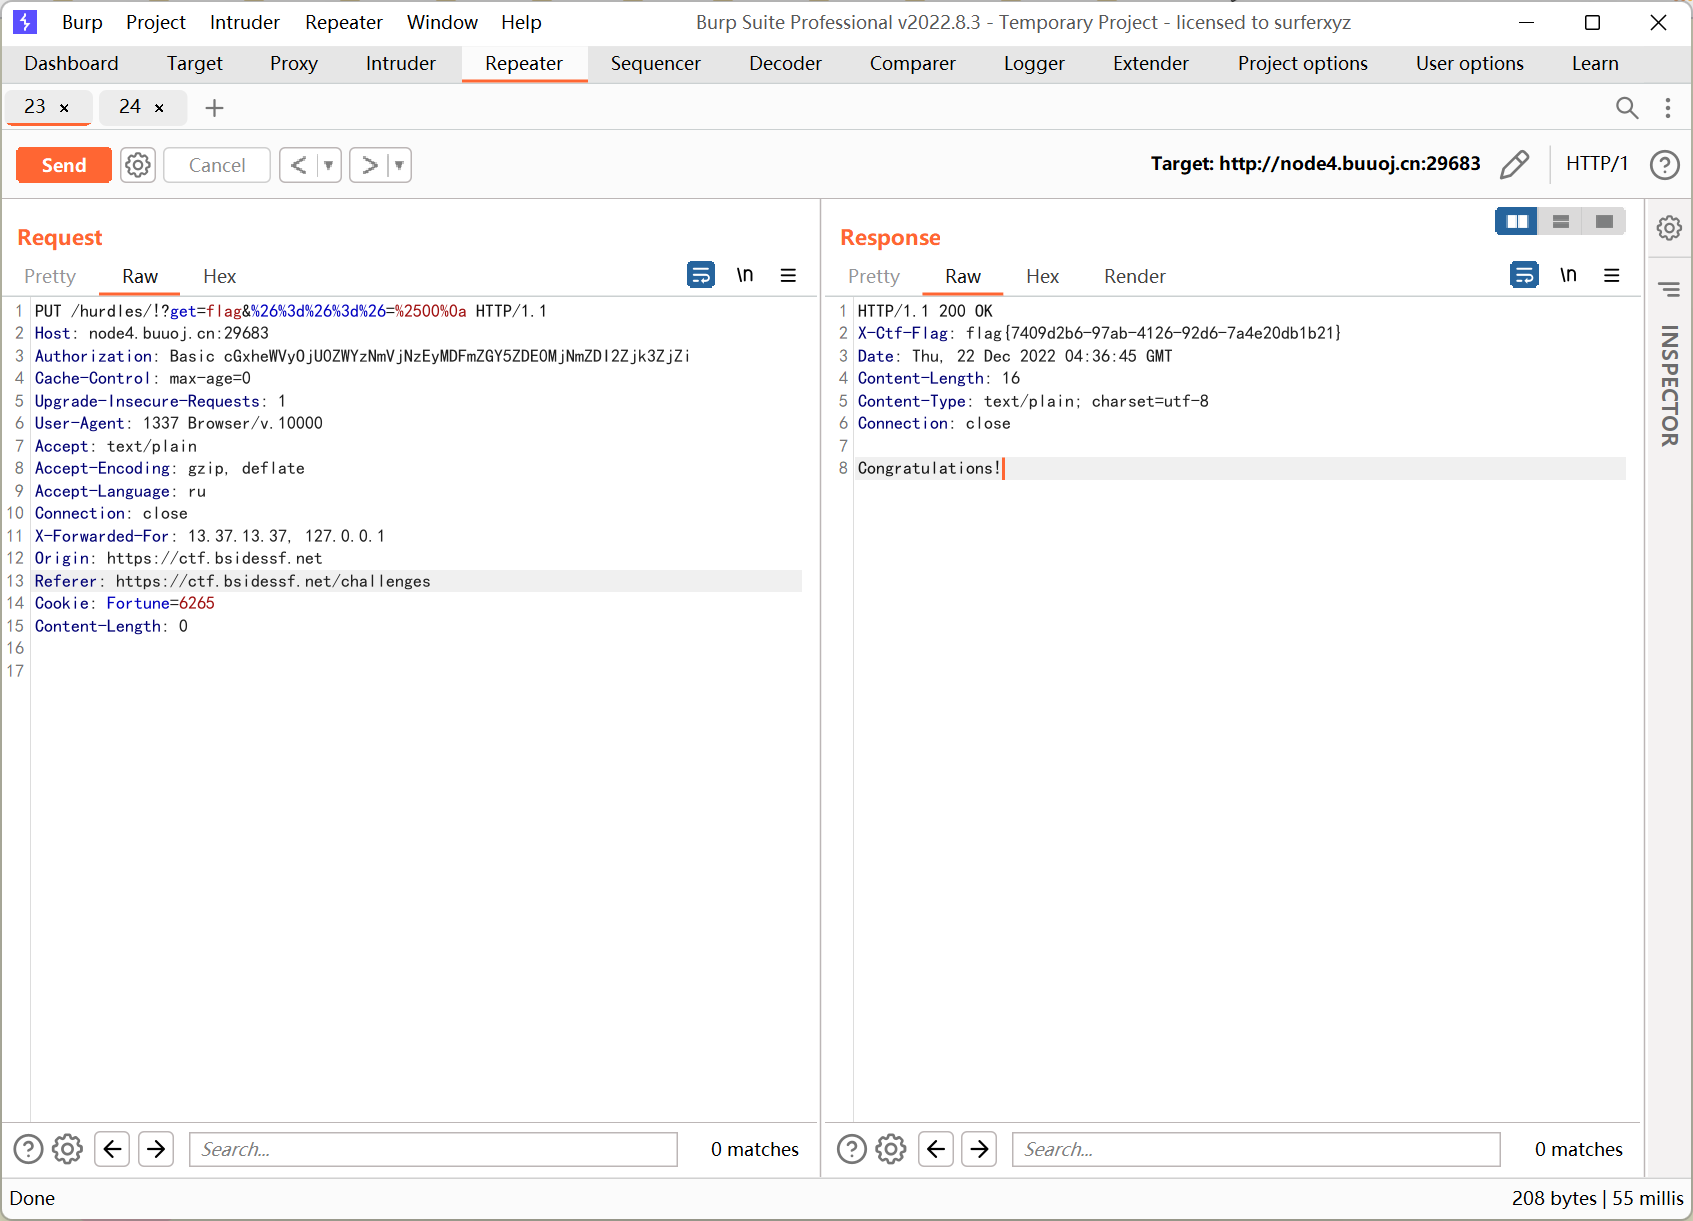 Burp Project Intruder Repeater Window Help Burp Suite Professional v2022.8.3 - Temporary Project - licensed to surferxyz
Dashboard Target Proxy Intruder Repeater Sequencer Decoder Comparer Logger Extender Project options User options Learn
23 × 24 × +
Send Cancel < > Target: http://node4.buuoj.cn:29683 HTTP/1 ?
Request
Pretty Raw Hex \n
1 PUT /hurdles/!?get=flag&%26%3d%26%3d%26=%2500%0a HTTP/1.1
2 Host: node4.buuoj.cn:29683
3 Authorization: Basic cGxheWVyOjU0ZWYzNmVjNzEyMDFmZGY5ZDE0MjNmZDI2Zjk3ZjZi
4 Cache-Control: max-age=0
5 Upgrade-Insecure-Requests: 1
6 User-Agent: 1337 Browser/v.10000
7 Accept: text/plain
8 Accept-Encoding: gzip, deflate
9 Accept-Language: ru
10 Connection: close
11 X-Forwarded-For: 13.37.13.37, 127.0.0.1
12 Origin: https://ctf.bsidessf.net
13 Referer: https://ctf.bsidessf.net/challenges
14 Cookie: Fortune=6265
15 Content-Length: 0
16
17
Response
Pretty Raw Hex Render \n
1 HTTP/1.1 200 OK
2 X-Ctf-Flag: flag{7409d2b6-97ab-4126-92d6-7a4e20db1b21}
3 Date: Thu, 22 Dec 2022 04:36:45 GMT
4 Content-Length: 16
5 Content-Type: text/plain; charset=utf-8
6 Connection: close
7
8 Congratulations!
INSPECTOR
? Search... 0 matches
? Search... 0 matches
Done 208 bytes | 55 millis